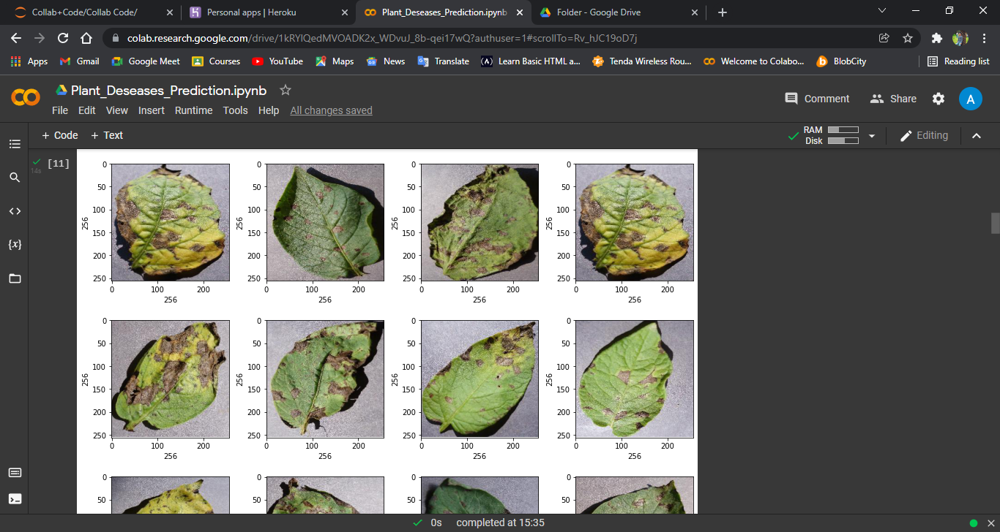 Collab+Code/Collab Code/
Personal apps | Heroku
Plant_Deseases_Prediction.ipynb
Folder - Google Drive
colab.research.google.com/drive/1kRYlQedMVOADK2x_WDvuJ_8b-qei17wQ?authuser=1#scrollTo=Rv_hJC19oD7j
Apps Gmail Google Meet Courses YouTube Maps News Translate Learn Basic HTML a... Tenda Wireless Rou... Welcome to Colabo... BlobCity Reading list
Plant_Deseases_Prediction.ipynb
Comment Share A
File Edit View Insert Runtime Tools Help All changes saved
+ Code + Text
RAM
Disk
Editing
[11]
14s
0 0 0 0
50 50 50 50
100 100 100 100
256 256 256 256
150 150 150 150
200 200 200 200
250 250 250 250
0 100 200 0 100 200 0 100 200 0 100 200
256 256 256 256
0 0 0 0
50 50 50 50
100 100 100 100
256 256 256 256
150 150 150 150
200 200 200 200
250 250 250 250
0 100 200 0 100 200 0 100 200 0 100 200
256 256 256 256
0 0 0 0
50 50 50 50
0s completed at 15:35